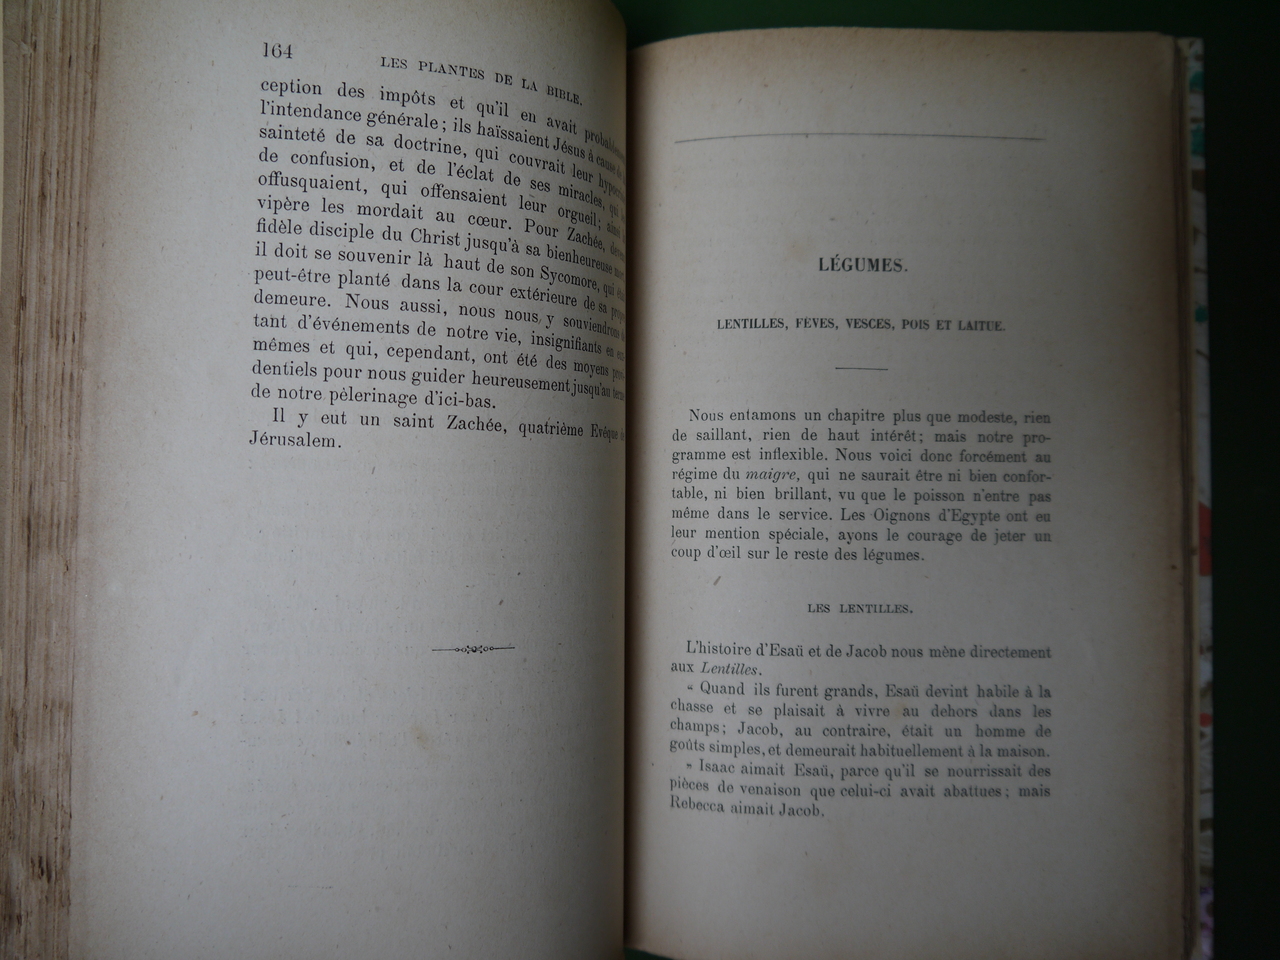 164
LES PLANTES DE LA BIBLE.
ception des impôts et qu'il en avait
l'intendance générale; ils haïssaient Jésus à cause de
sainteté de sa doctrine, qui couvrait leur
de confusion, et de l'éclat de ses miracles, qui
offusquaient, qui offensaient leur orgueil;
vipère les mordait au cœur. Pour Zachée,
fidèle disciple du Christ jusqu'à sa bienheureuse
il doit se souvenir là haut de son Sycomore, qui
peut-être planté dans la cour extérieure de sa
demeure. Nous aussi, nous nous, y souviendrons
tant d'événements de notre vie, insignifiants en
mêmes et qui, cependant, ont été des moyens
dentiels pour nous guider heureusement jusqu'au
de notre pèlerinage d'ici-bas.
Il y eut un saint Zachée, quatrième Evêque
Jérusalem.
LÉGUMES.
LENTILLES, FÈVES, VESCES, POIS ET LAITUE.
Nous entamons un chapitre plus que modeste, rien
de saillant, rien de haut intérêt; mais notre pro-
gramme est inflexible. Nous voici donc forcément au
régime du maigre, qui ne saurait être ni bien confor-
table, ni bien brillant, vu que le poisson n'entre pas
même dans le service. Les Oignons d'Egypte ont eu
leur mention spéciale, ayons le courage de jeter un
coup d'œil sur le reste des légumes.
LES LENTILLES.
L'histoire d'Esaü et de Jacob nous mène directement
aux Lentilles.
" Quand ils furent grands, Esaü devint habile à la
chasse et se plaisait à vivre au dehors dans les
champs; Jacob, au contraire, était un homme de
goûts simples, et demeurait habituellement à la maison.
" Isaac aimait Esaü, parce qu'il se nourrissait des
pièces de venaison que celui-ci avait abattues; mais
Rebecca aimait Jacob.